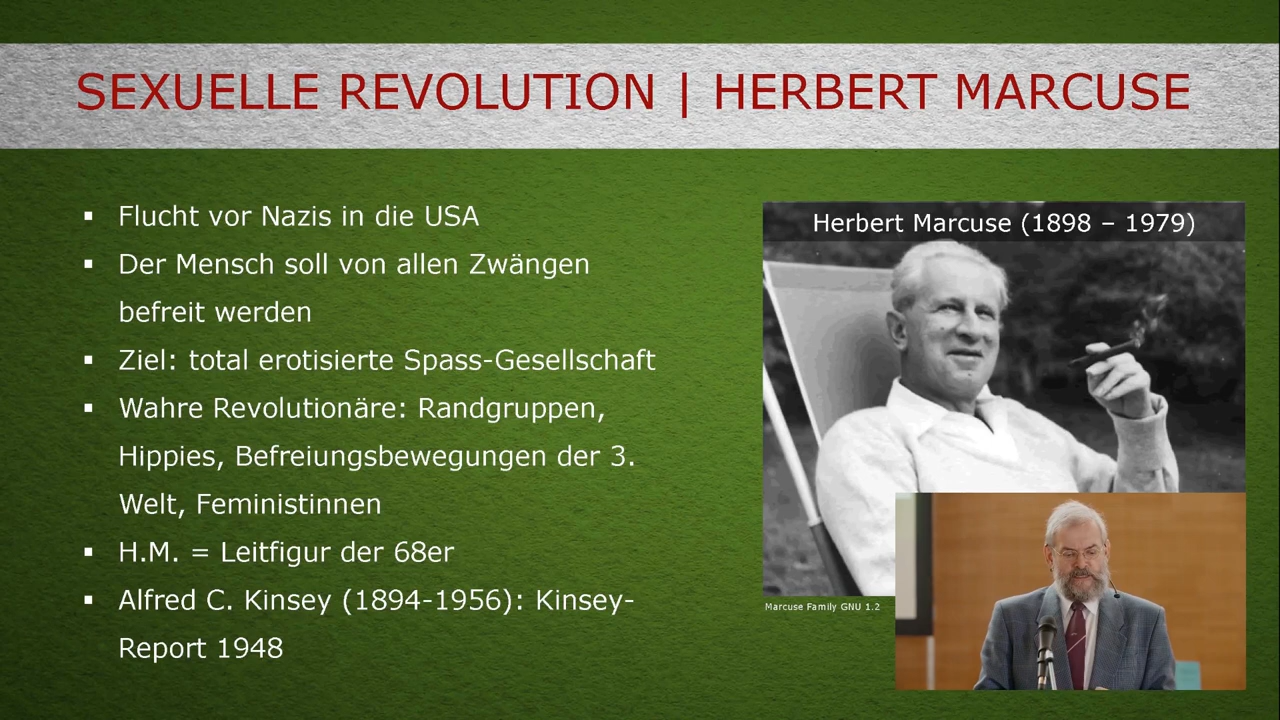 SEXUELLE REVOLUTION | HERBERT MARCUSE
▪ Flucht vor Nazis in die USA
▪ Der Mensch soll von allen Zwängen
befreit werden
▪ Ziel: total erotisierte Spass-Gesellschaft
▪ Wahre Revolutionäre: Randgruppen,
Hippies, Befreiungsbewegungen der 3.
Welt, Feministinnen
▪ H.M. = Leitfigur der 68er
▪ Alfred C. Kinsey (1894-1956): Kinsey-
Report 1948
Herbert Marcuse (1898 – 1979)
Marcuse Family GNU 1.2